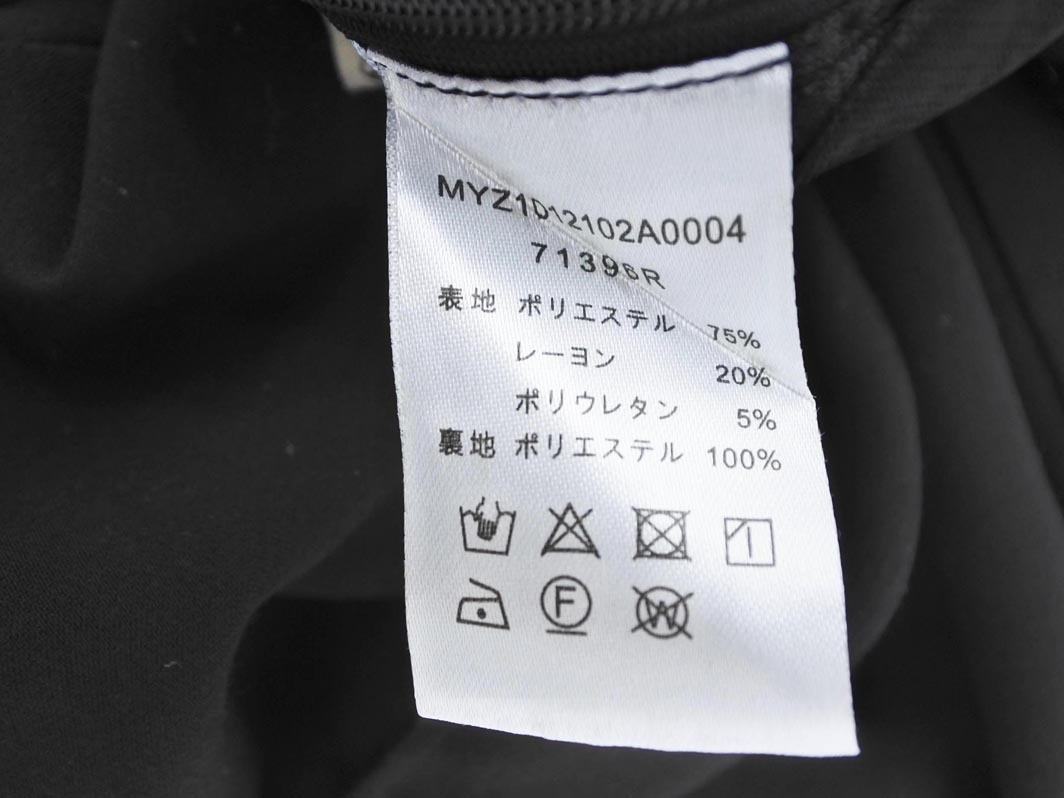 MYZ1012102A0004
71396R
表地 ポリエステル 75%
レーヨン 20%
ポリウレタン 5%
裏地 ポリエステル 100%
F W